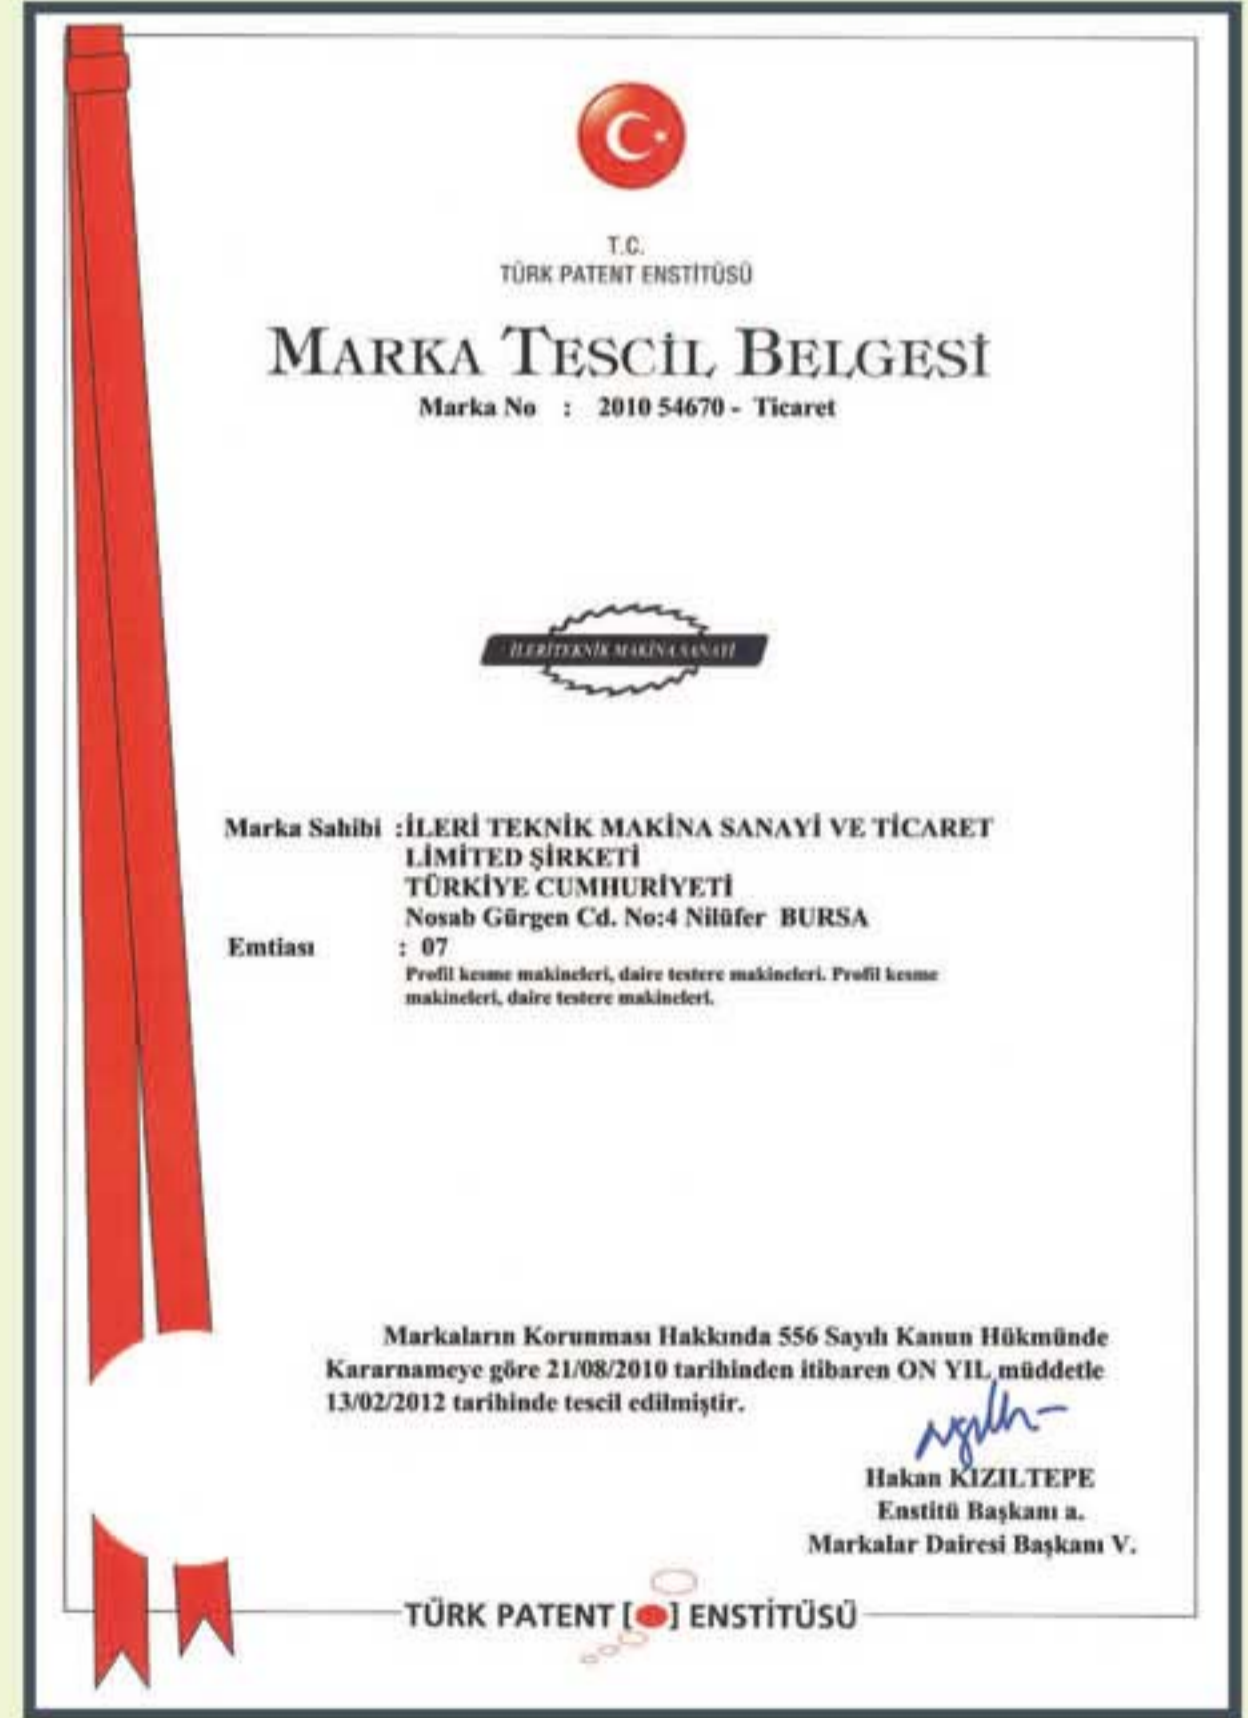 T.C.
TÜRK PATENT ENSTİTÜSÜ
MARKA TESCİL BELGESİ
Marka No : 2010 54670 - Ticaret
İLERİTEKNİK MAKİNA SANAYİ
Marka Sahibi :İLERİ TEKNİK MAKİNA SANAYİ VE TİCARET
LİMİTED ŞİRKETİ
TÜRKİYE CUMHURİYETİ
Nosab Gürgen Cd. No:4 Nilüfer BURSA
Emtiası : 07
Profil kesme makineleri, daire testere makineleri. Profil kesme
makineleri, daire testere makineleri.
Markaların Korunması Hakkında 556 Sayılı Kanun Hükmünde
Kararnameye göre 21/08/2010 tarihinden itibaren ON YIL müddetle
13/02/2012 tarihinde tescil edilmiştir.
Hakan KIZILTEPE
Enstitü Başkanı a.
Markalar Dairesi Başkanı V.
TÜRK PATENT [ ] ENSTİTÜSÜ